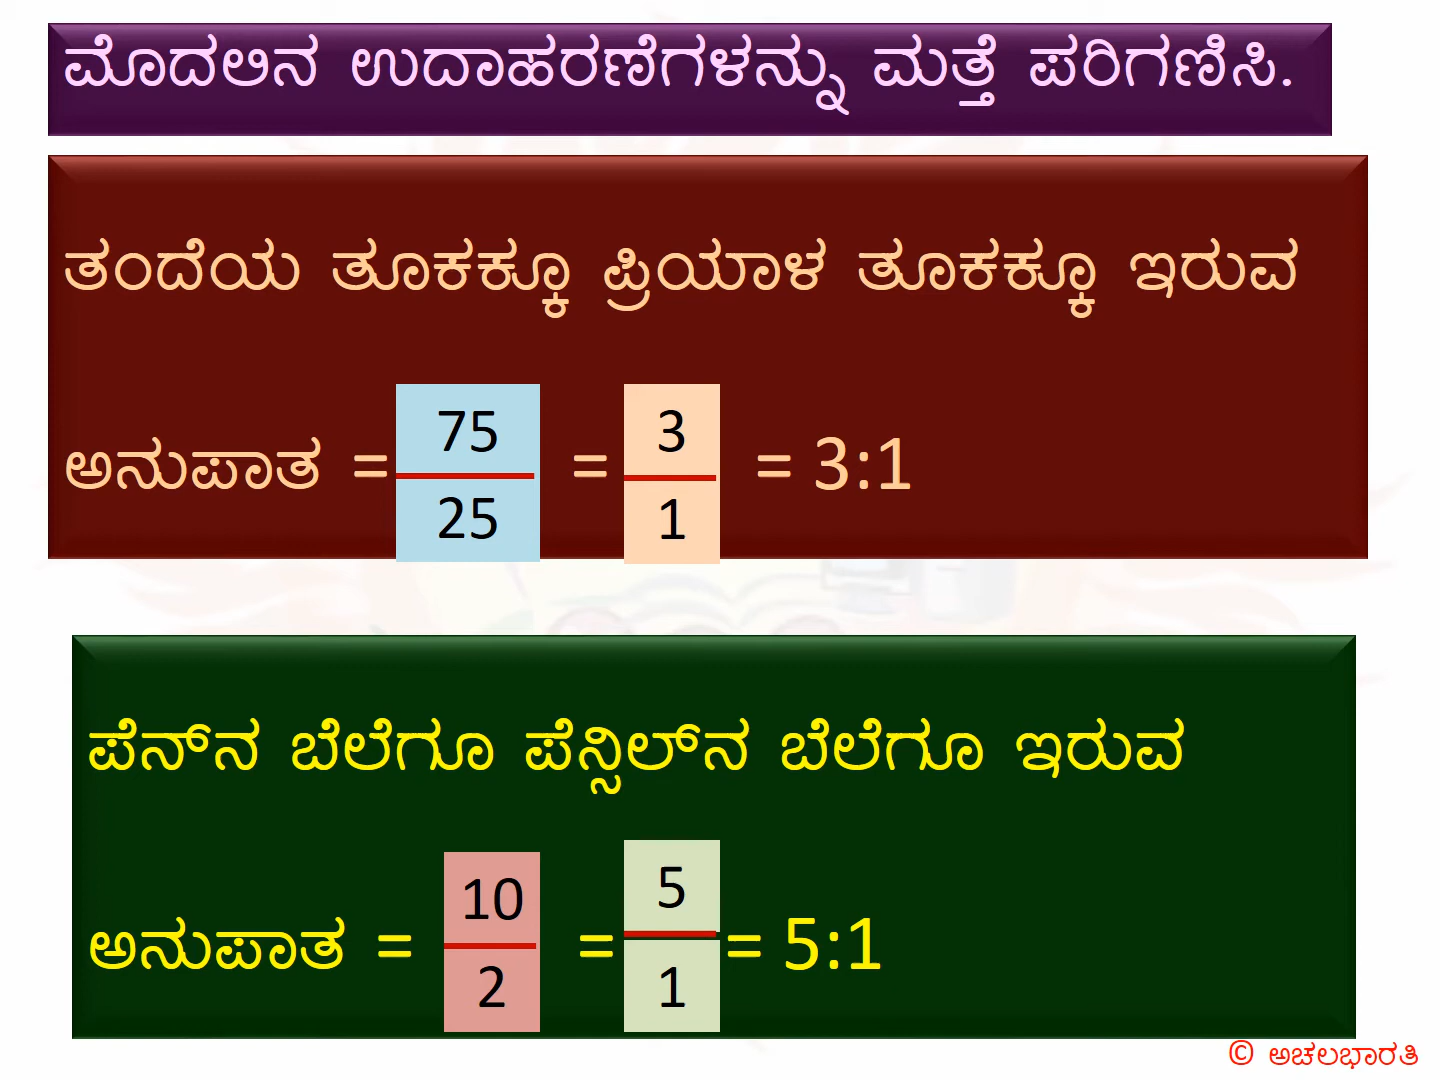 ಮೊದಲಿನ ಉದಾಹರಣೆಗಳನ್ನು ಮತ್ತೆ ಪರಿಗಣಿಸಿ.
ತಂದೆಯ ತೂಕಕ್ಕೂ ಪ್ರಿಯಾಳ ತೂಕಕ್ಕೂ ಇರುವ
75 3
ಅನುಪಾತ = = = 3:1
25 1
ಪೆನ್‌ನ ಬೆಲೆಗೂ ಪೆನ್ಸಿಲ್‌ನ ಬೆಲೆಗೂ ಇರುವ
10 5
ಅನುಪಾತ = = = 5:1
2 1
© ಅಚಲಭಾರತಿ